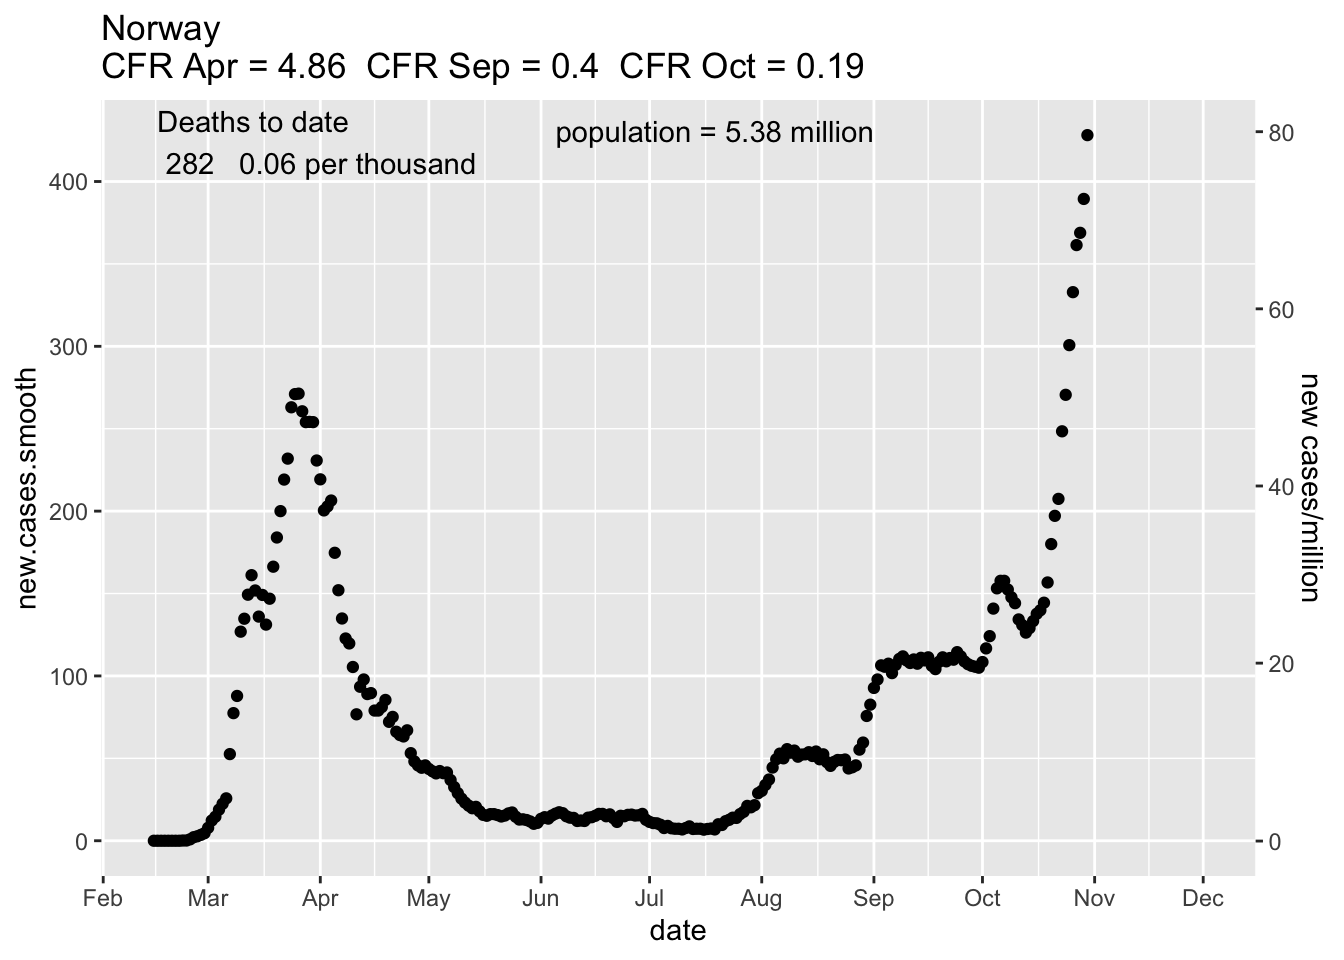 Norway
CFR Apr = 4.86  CFR Sep = 0.4  CFR Oct = 0.19
Deaths to date
282   0.06 per thousand
population = 5.38 million
new.cases.smooth
400
300
200
100
0
80
60
40
20
0
new cases/million
Feb Mar Apr May Jun Jul Aug Sep Oct Nov Dec
date